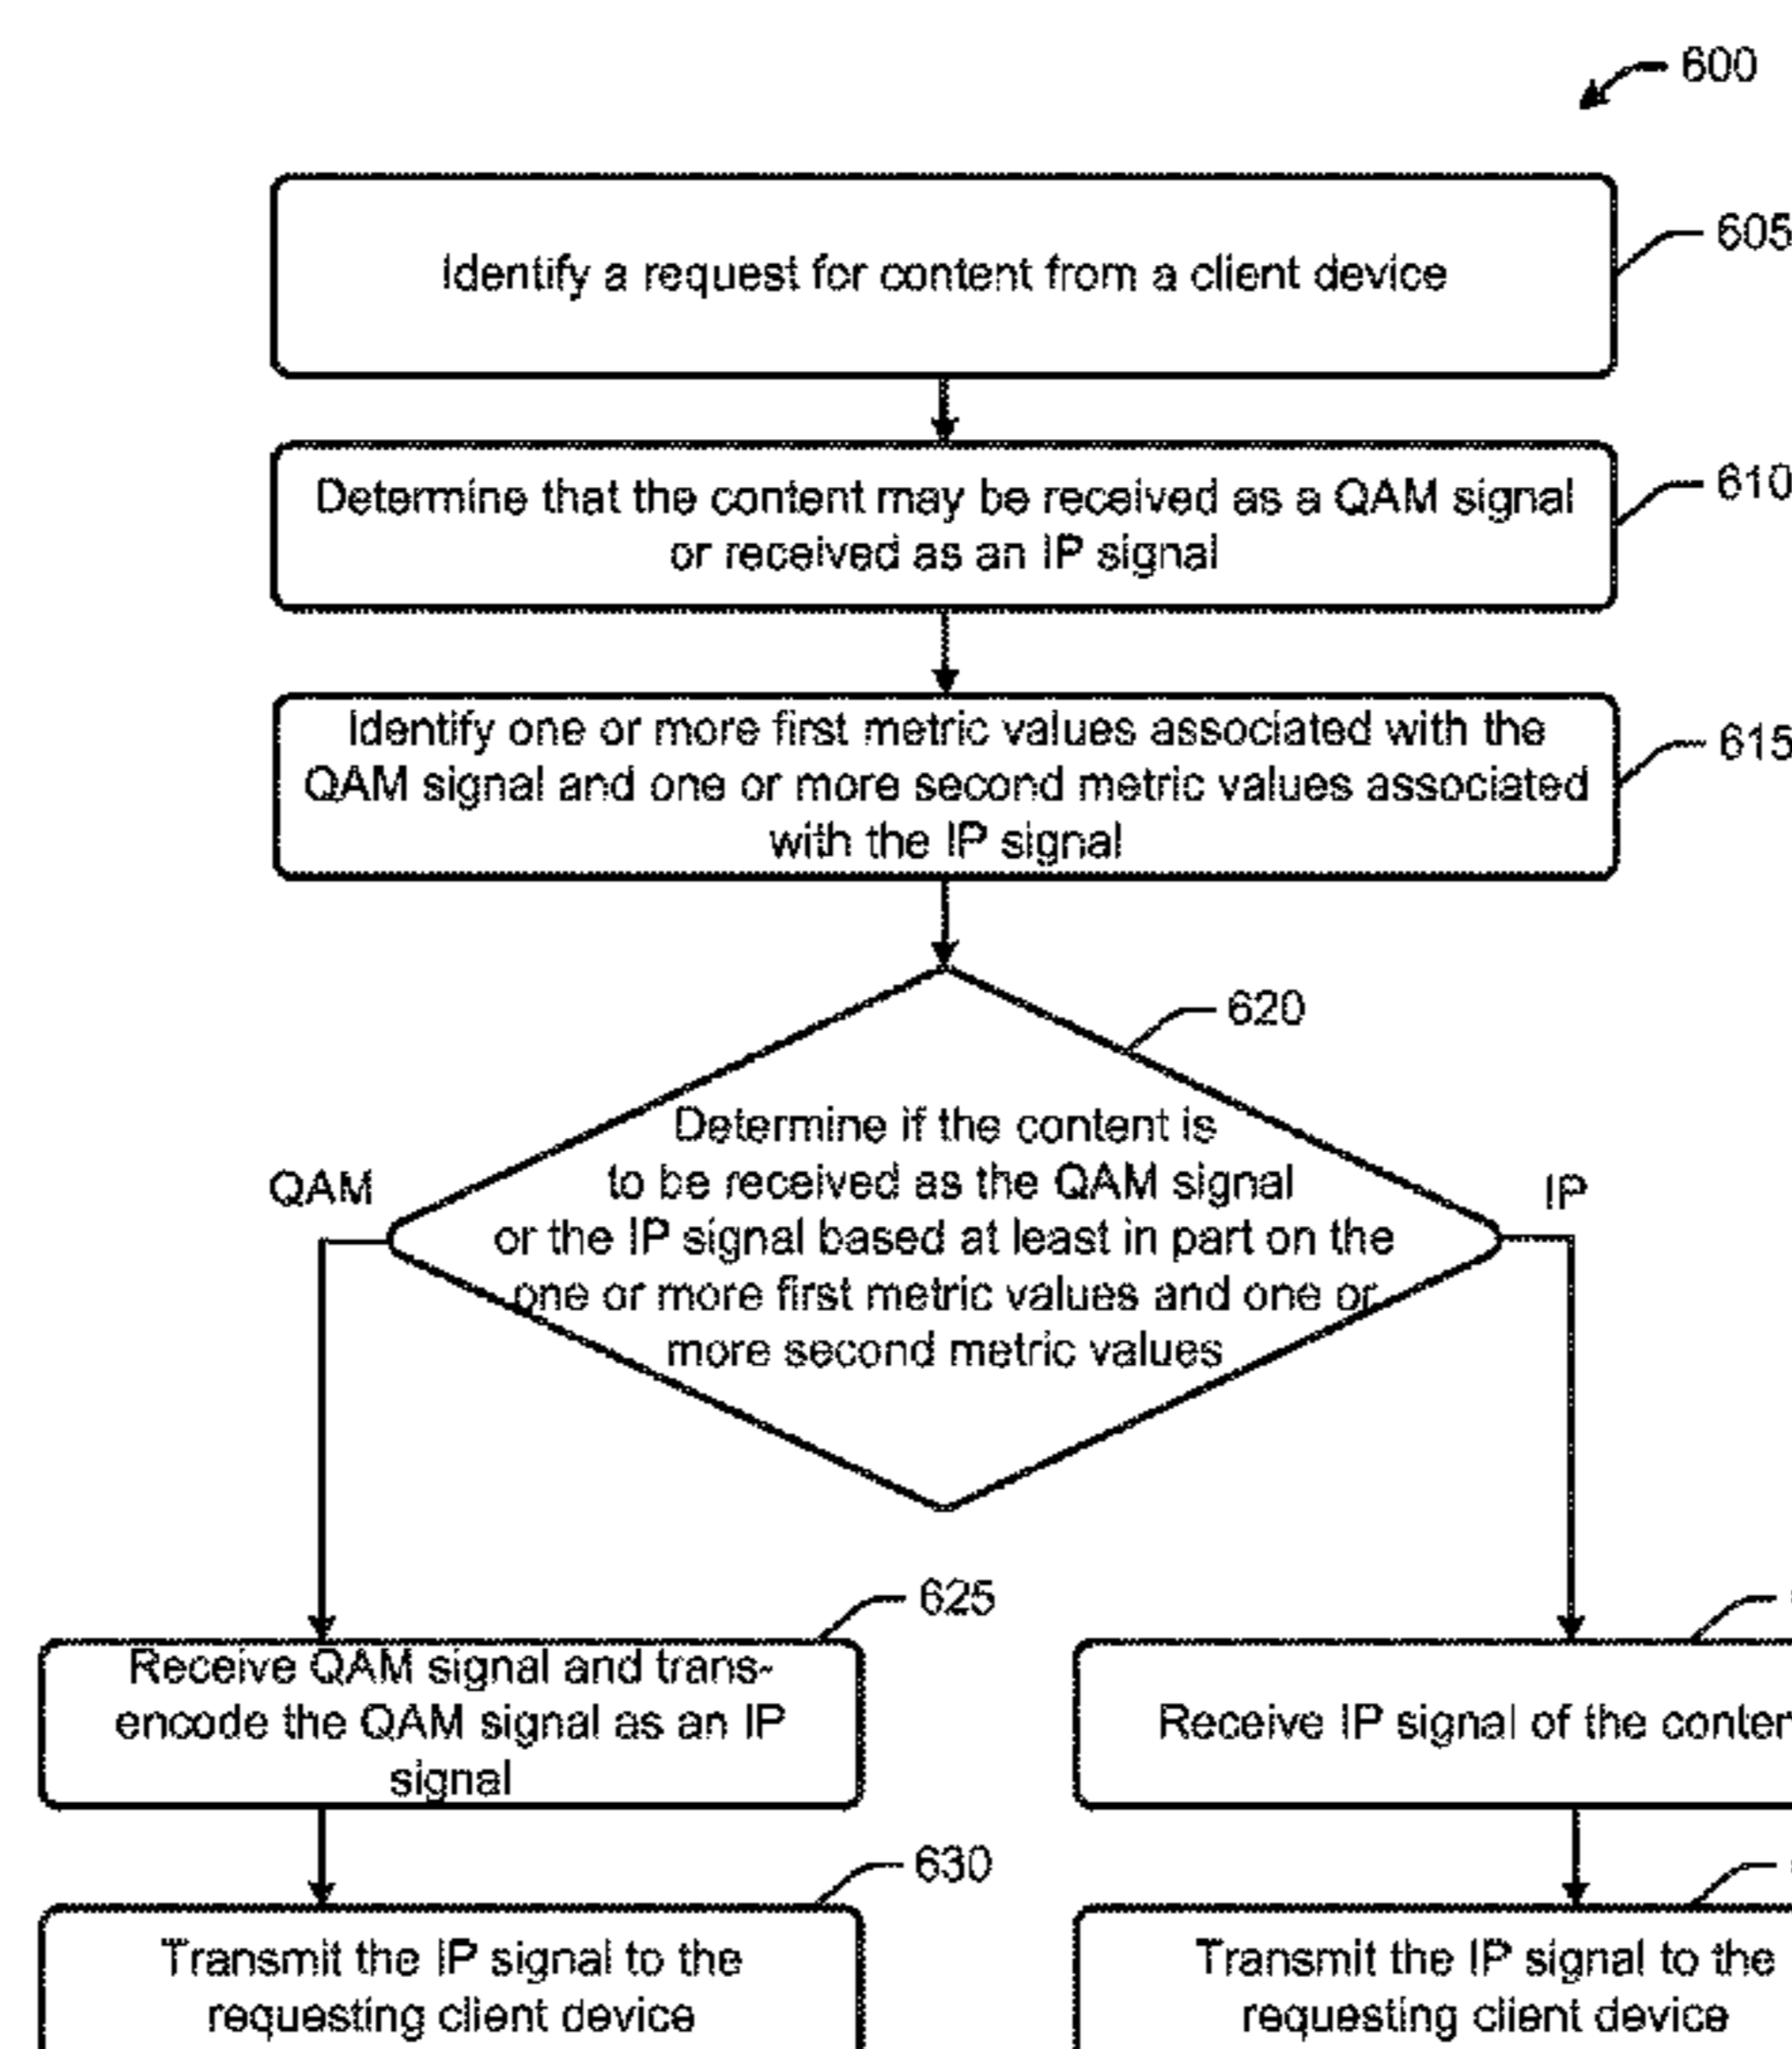 600
Identify a request for content from a client device
605
Determine that the content may be received as a QAM signal
or received as an IP signal
610
Identify one or more first metric values associated with the
QAM signal and one or more second metric values associated
with the IP signal
615
620
Determine if the content is
to be received as the QAM signal
or the IP signal based at least in part on the
one or more first metric values and one or
more second metric values
QAM
IP
625
Receive QAM signal and trans-
encode the QAM signal as an IP
signal
Receive IP signal of the
630
Transmit the IP signal to the
requesting client device
Transmit the IP signal to the
requesting client device